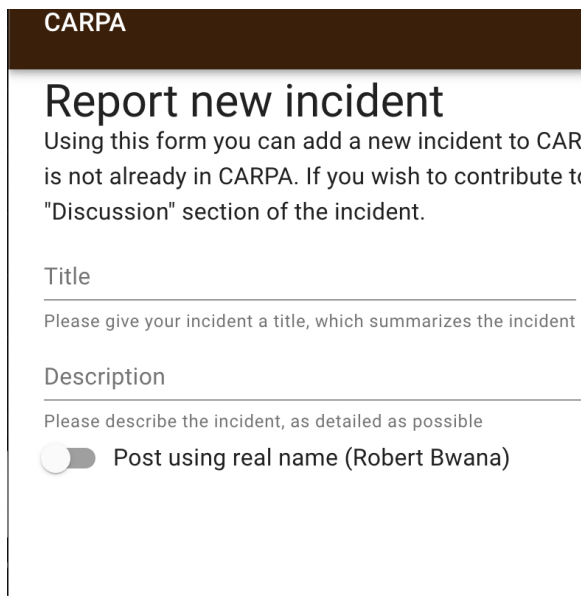 CARPA
Report new incident
Using this form you can add a new incident to CAR
is not already in CARPA. If you wish to contribute to
"Discussion" section of the incident.
Title
Please give your incident a title, which summarizes the incident
Description
Please describe the incident, as detailed as possible
Post using real name (Robert Bwana)